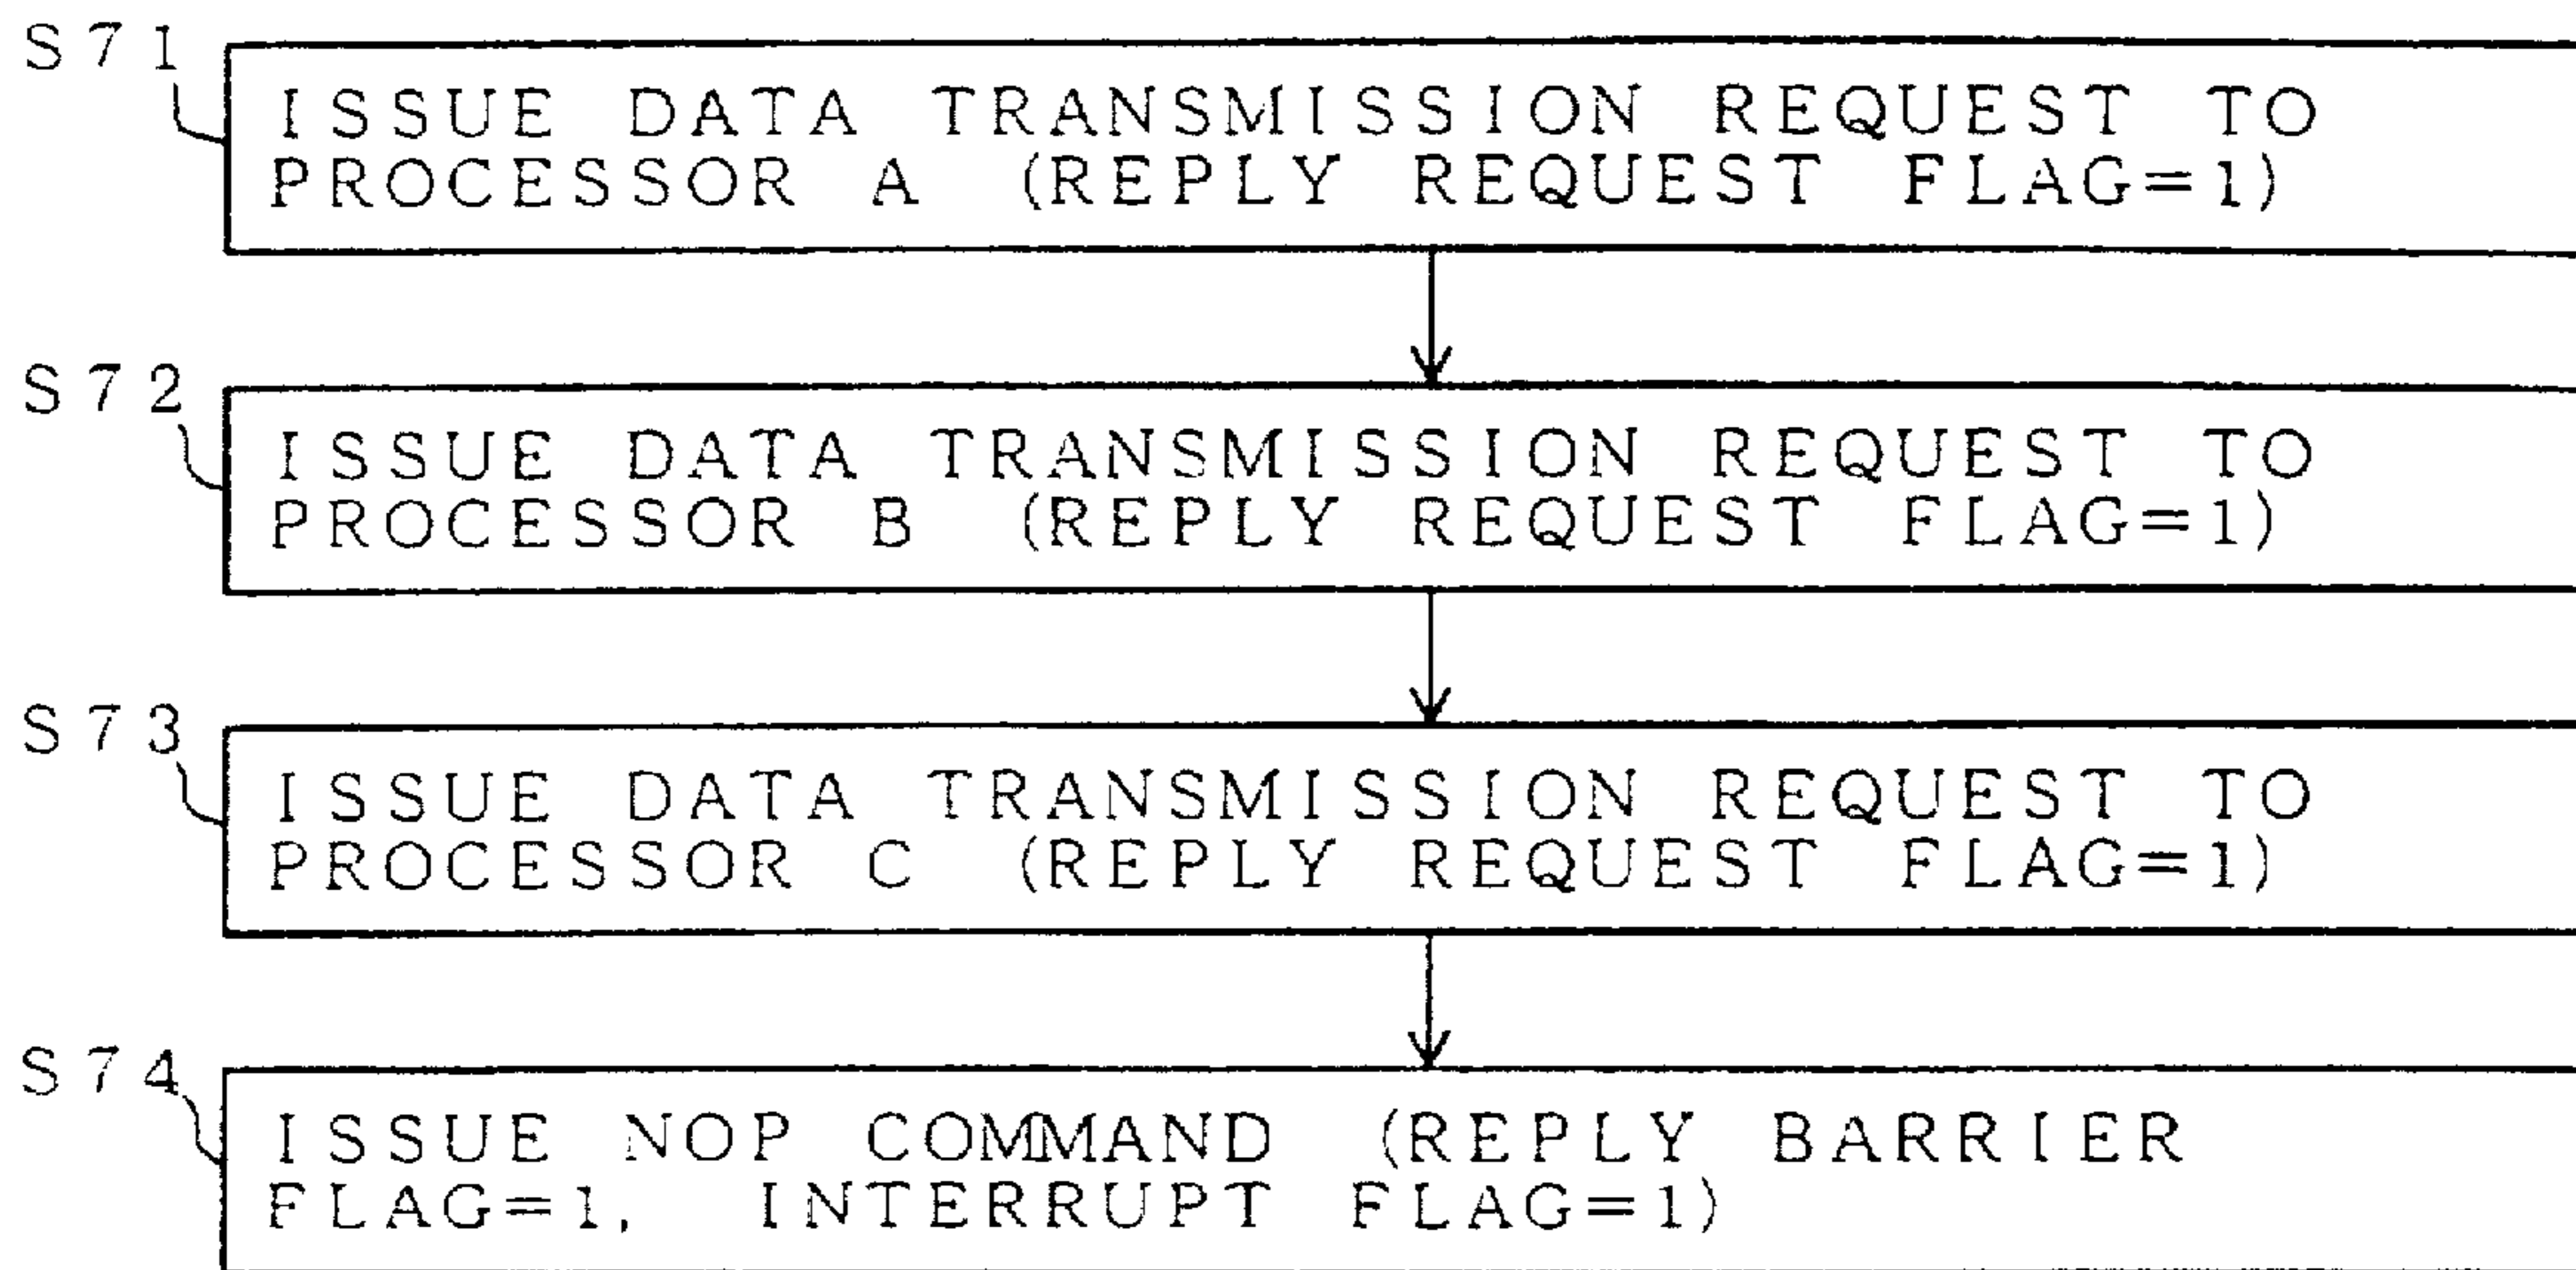 S71
ISSUE DATA TRANSMISSION REQUEST TO
PROCESSOR A (REPLY REQUEST FLAG=1)
S72
ISSUE DATA TRANSMISSION REQUEST TO
PROCESSOR B (REPLY REQUEST FLAG=1)
S73
ISSUE DATA TRANSMISSION REQUEST TO
PROCESSOR C (REPLY REQUEST FLAG=1)
S74
ISSUE NOP COMMAND (REPLY BARRIER
FLAG=1, INTERRUPT FLAG=1)